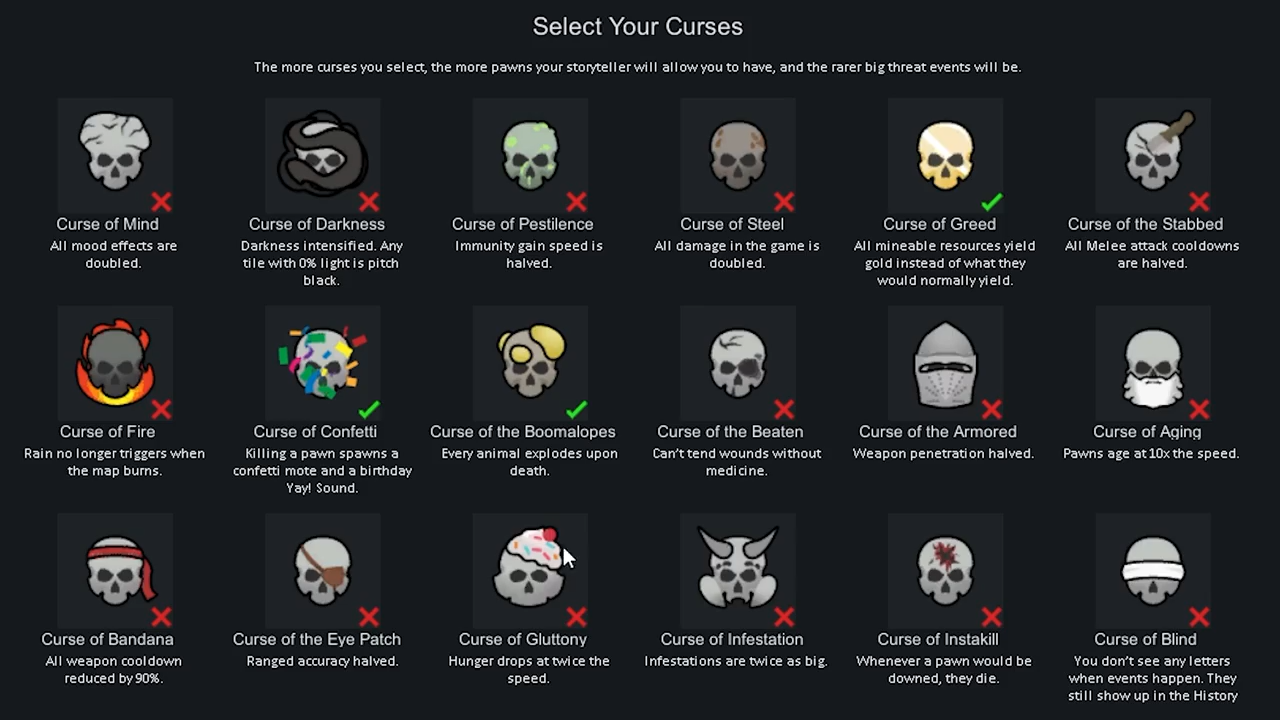 Select Your Curses
The more curses you select, the more pawns your storyteller will allow you to have, and the rarer big threat events will be.
Curse of Mind
All mood effects are
doubled.
Curse of Darkness
Darkness intensified. Any
tile with 0% light is pitch
black.
Curse of Pestilence
Immunity gain speed is
halved.
Curse of Steel
All damage in the game is
doubled.
Curse of Greed
All mineable resources yield
gold instead of what they
would normally yield.
Curse of the Stabbed
All Melee attack cooldowns
are halved.
Curse of Fire
Rain no longer triggers when
the map burns.
Curse of Confetti
Killing a pawn spawns a
confetti mote and a birthday
Yay! Sound.
Curse of the Boomalopes
Every animal explodes upon
death.
Curse of the Beaten
Can't tend wounds without
medicine.
Curse of the Armored
Weapon penetration halved.
Curse of Aging
Pawns age at 10x the speed.
Curse of Bandana
All weapon cooldown
reduced by 90%.
Curse of the Eye Patch
Ranged accuracy halved.
Curse of Gluttony
Hunger drops at twice the
speed.
Curse of Infestation
Infestations are twice as big.
Curse of Instakill
Whenever a pawn would be
downed, they die.
Curse of Blind
You don't see any letters
when events happen. They
still show up in the History